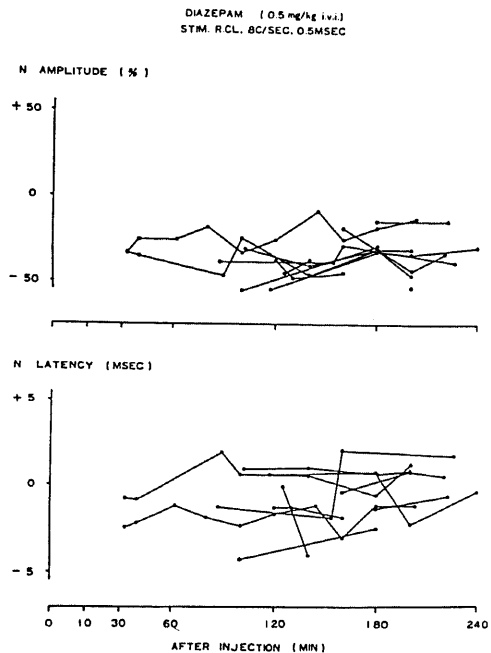 DIAZEPAM ( 0.5 mg/kg i.v.i.)
STIM. R.CL, 8C/SEC, 0.5MSEC
N AMPLITUDE ( % )
+ 50
0
- 50
N LATENCY ( MSEC )
+ 5
0
- 5
0 10 30 60 120 180 240
AFTER INJECTION ( MIN )